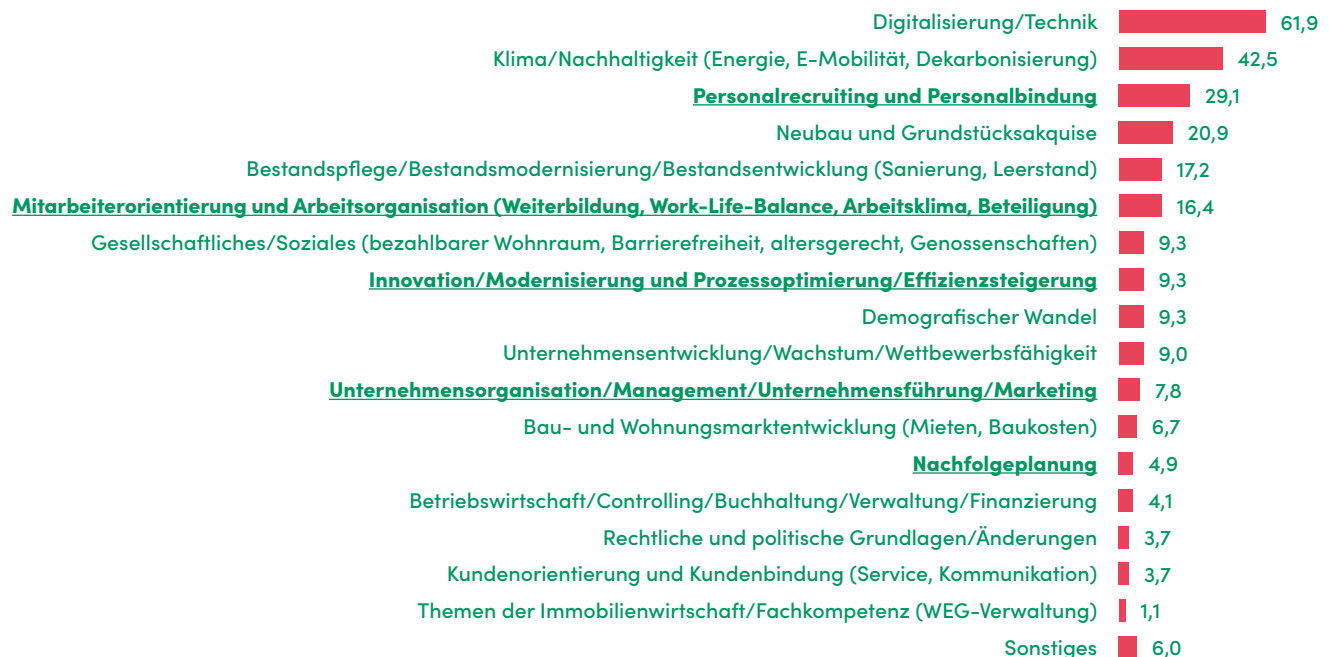 Digitalisierung/Technik 61,9
Klima/Nachhaltigkeit (Energie, E-Mobilität, Dekarbonisierung) 42,5
Personalrecruiting und Personalbindung 29,1
Neubau und Grundstücksakquise 20,9
Bestandspflege/Bestandsmodernisierung/Bestandsentwicklung (Sanierung, Leerstand) 17,2
Mitarbeiterorientierung und Arbeitsorganisation (Weiterbildung, Work-Life-Balance, Arbeitsklima, Beteiligung) 16,4
Gesellschaftliches/Soziales (bezahlbarer Wohnraum, Barrierefreiheit, altersgerecht, Genossenschaften) 9,3
Innovation/Modernisierung und Prozessoptimierung/Effizienzsteigerung 9,3
Demografischer Wandel 9,3
Unternehmensentwicklung/Wachstum/Wettbewerbsfähigkeit 9,0
Unternehmensorganisation/Management/Unternehmensführung/Marketing 7,8
Bau- und Wohnungsmarktentwicklung (Mieten, Baukosten) 6,7
Nachfolgeplanung 4,9
Betriebswirtschaft/Controlling/Buchhaltung/Verwaltung/Finanzierung 4,1
Rechtliche und politische Grundlagen/Änderungen 3,7
Kundenorientierung und Kundenbindung (Service, Kommunikation) 3,7
Themen der Immobilienwirtschaft/Fachkompetenz (WEG-Verwaltung) 1,1
Sonstiges 6,0